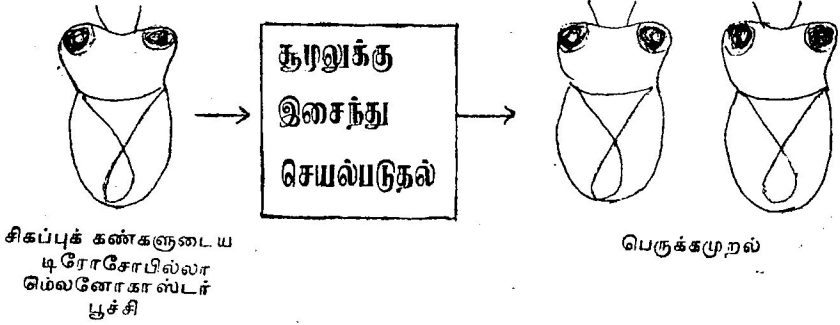 சூழலுக்கு
இசைந்து
செயல்படுதல்
சிகப்புக் கண்களுடைய
டிரோசோபில்லா
மெலனோகாஸ்டர்
பூச்சி
பெருக்கமுறல்